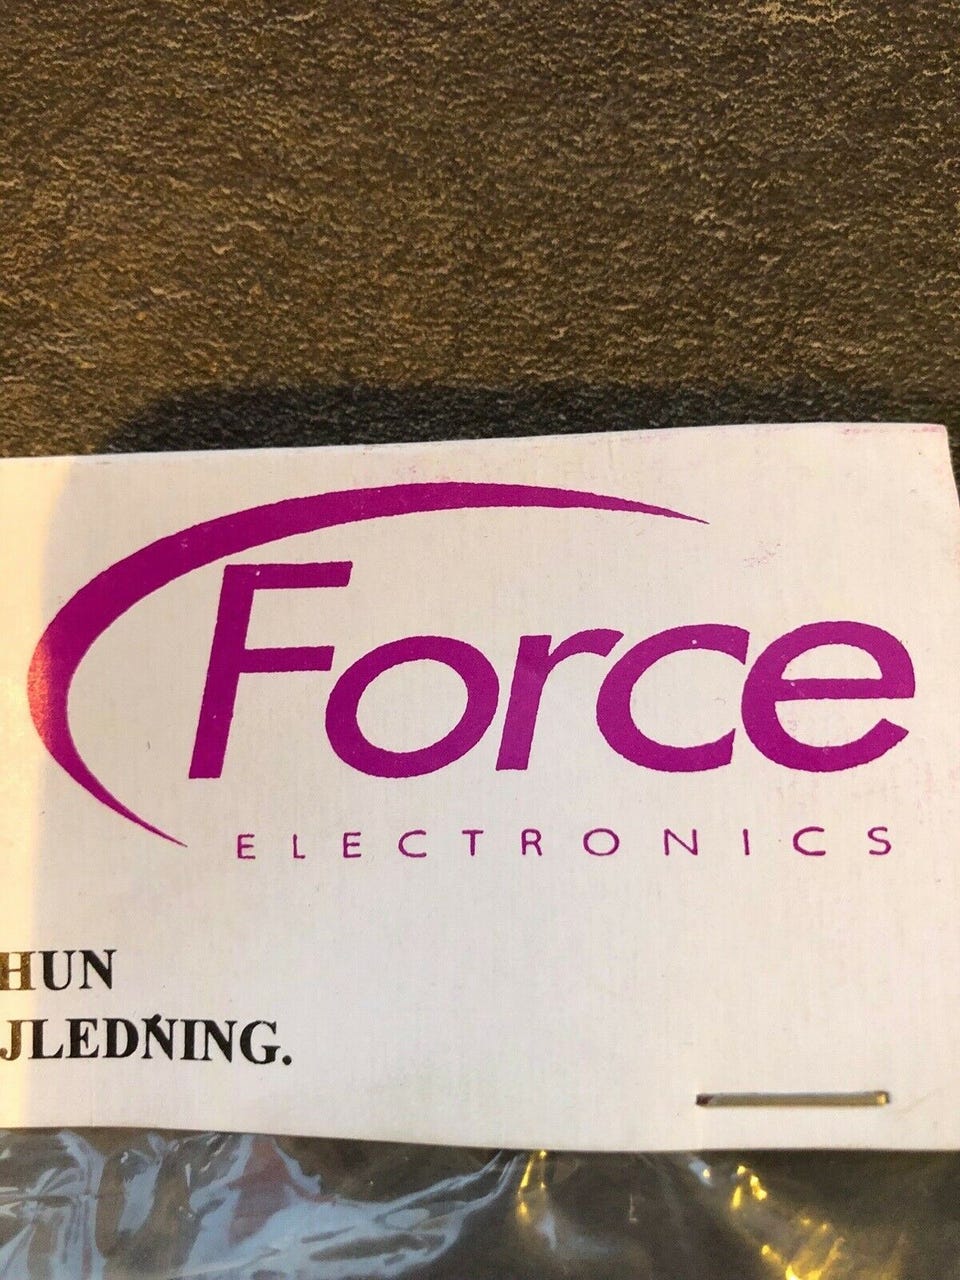 Force
ELECTRONICS
HUN
JLEDNING.